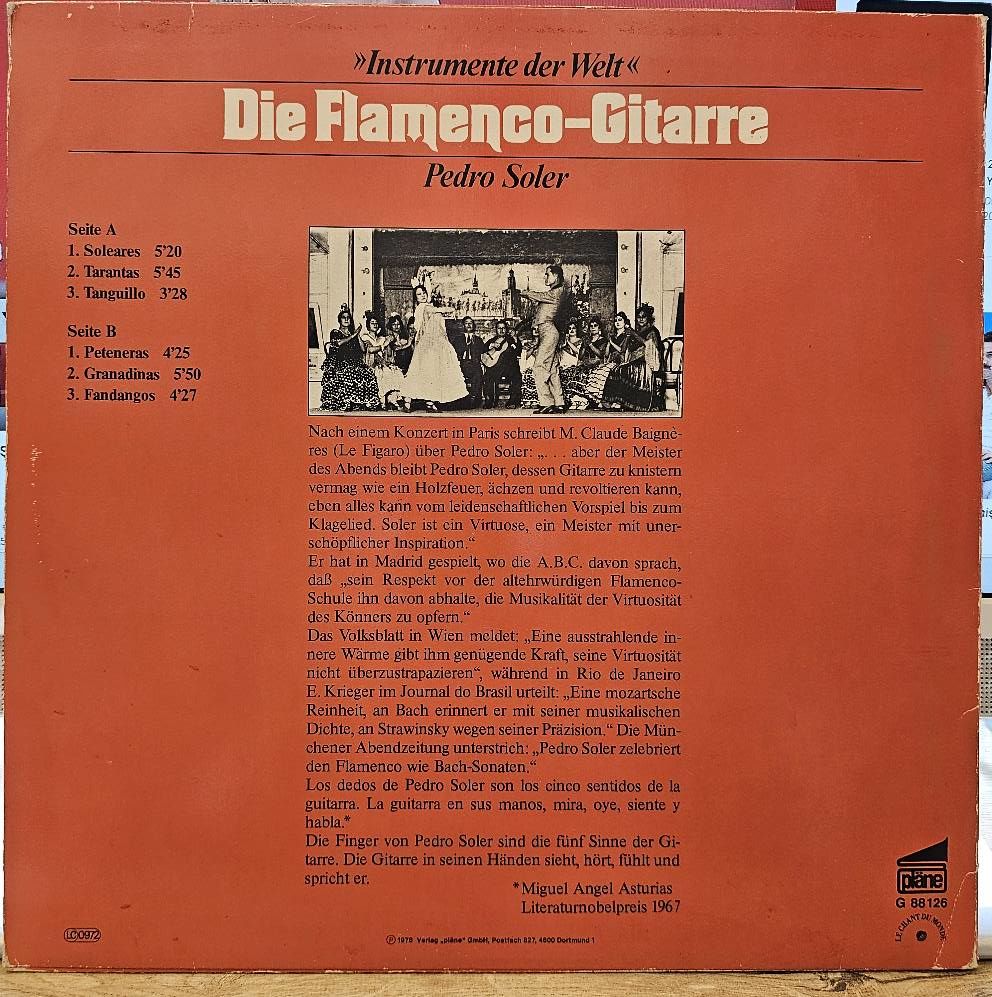 »Instrumente der Welt«
Die Flamenco-Gitarre
Pedro Soler
Seite A
1. Soleares 5'20
2. Tarantas 5'45
3. Tanguillo 3'28
Seite B
1. Peteneras 4'25
2. Granadinas 5'50
3. Fandangos 4'27
Nach einem Konzert in Paris schreibt M. Claude Baignè-
res (Le Figaro) über Pedro Soler: „. . . aber der Meister
des Abends bleibt Pedro Soler, dessen Gitarre zu knistern
vermag wie ein Holzfeuer, ächzen und revoltieren kann,
eben alles kann vom leidenschaftlichen Vorspiel bis zum
Klagelied. Soler ist ein Virtuose, ein Meister mit uner-
schöpflicher Inspiration.“
Er hat in Madrid gespielt, wo die A.B.C. davon sprach,
daß „sein Respekt vor der altehrwürdigen Flamenco-
Schule ihn davon abhalte, die Musikalität der Virtuosität
des Könners zu opfern.“
Das Volksblatt in Wien meldet: „Eine ausstrahlende in-
nere Wärme gibt ihm genügende Kraft, seine Virtuosität
nicht überzustrapazieren“, während in Rio de Janeiro
E. Krieger im Journal do Brasil urteilt: „Eine mozartsche
Reinheit, an Bach erinnert er mit seiner musikalischen
Dichte, an Strawinsky wegen seiner Präzision.“ Die Mün-
chener Abendzeitung unterstrich: „Pedro Soler zelebriert
den Flamenco wie Bach-Sonaten.“
Los dedos de Pedro Soler son los cinco sentidos de la
guitarra. La guitarra en sus manos, mira, oye, siente y
habla.*
Die Finger von Pedro Soler sind die fünf Sinne der Gi-
tarre. Die Gitarre in seinen Händen sieht, hört, fühlt und
spricht er.
*Miguel Angel Asturias
Literaturnobelpreis 1967
pläne
G 88126
LE CHANT DU MONDE
LC 0972
Ⓟ 1978 Verlag „pläne“ GmbH, Postfach 827, 4600 Dortmund 1